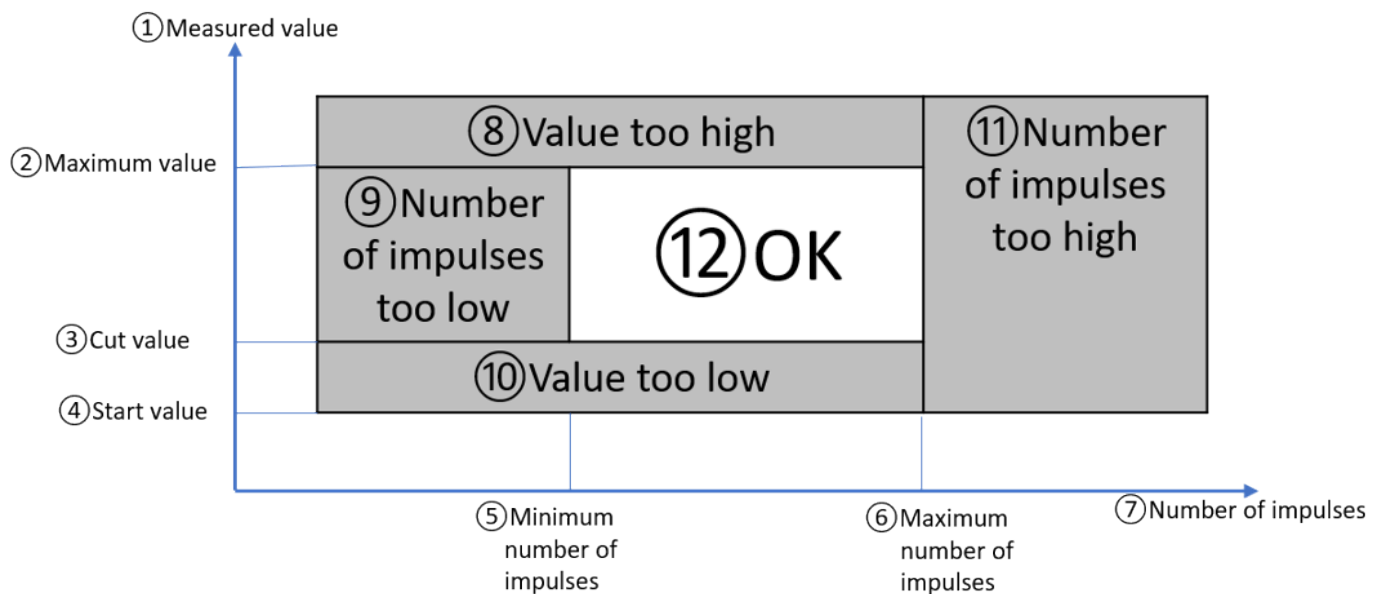 ①Measured value
⑧Value too high
⑪Number
of impulses
too high
②Maximum value
⑨Number
of impulses
too low
⑫OK
③Cut value
⑩Value too low
④Start value
⑤Minimum
number of
impulses
⑥Maximum
number of
impulses
⑦Number of impulses